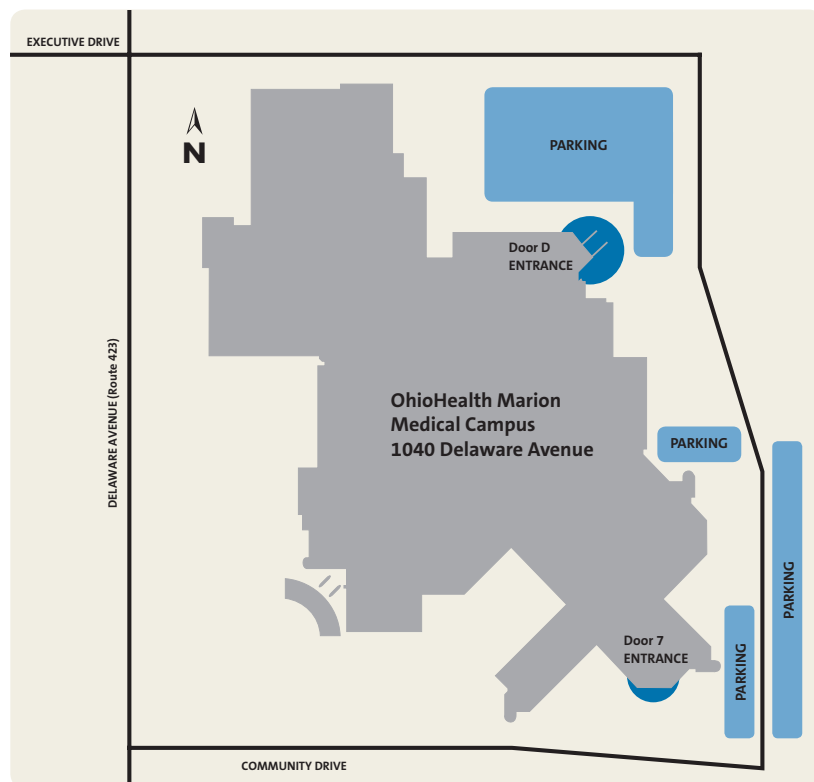 EXECUTIVE DRIVE
N
PARKING
Door D
ENTRANCE
DELAWARE AVENUE (Route 423)
OhioHealth Marion
Medical Campus
1040 Delaware Avenue
PARKING
PARKING
Door 7
ENTRANCE
PARKING
COMMUNITY DRIVE